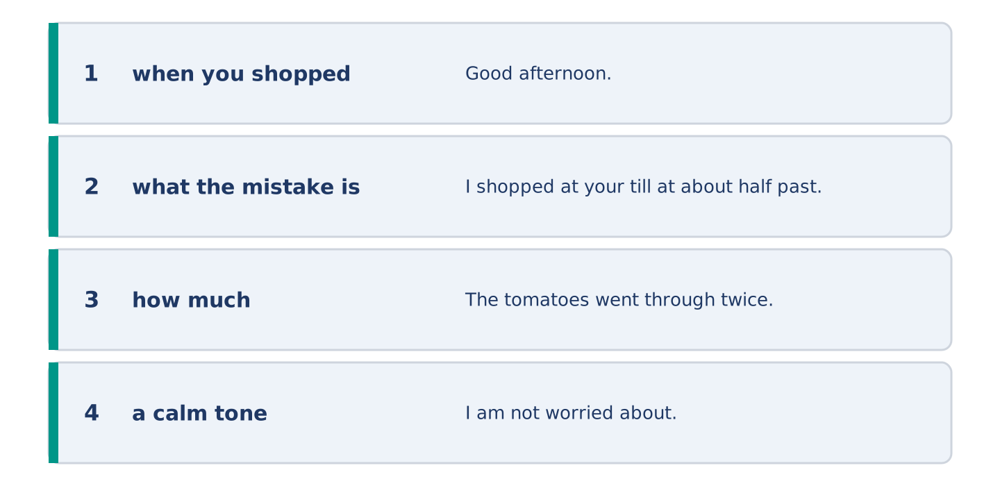 1 when you shopped Good afternoon.
2 what the mistake is I shopped at your till at about half past.
3 how much The tomatoes went through twice.
4 a calm tone I am not worried about.